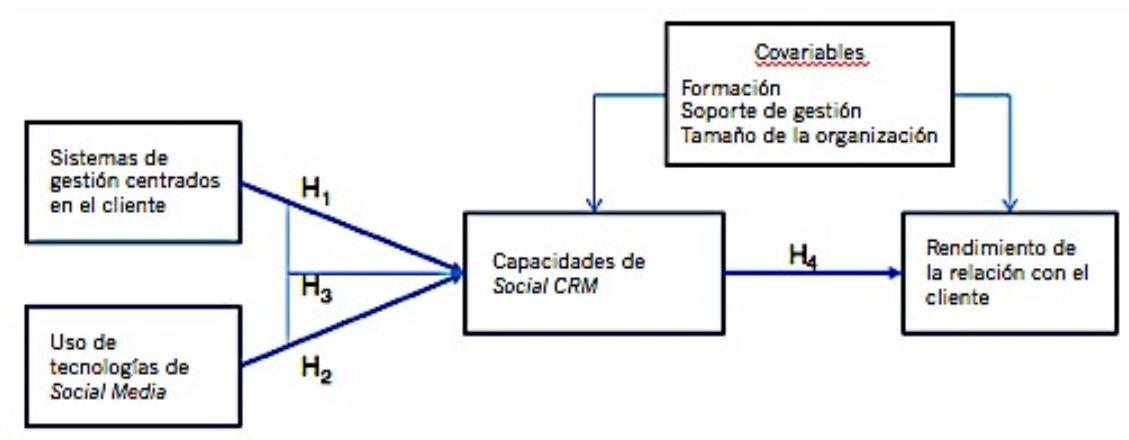 Covariables
Formación
Soporte de gestión
Tamaño de la organización
Sistemas de
gestión centrados
en el cliente
H1
H3
Uso de
tecnologías de
Social Media
H2
Capacidades de
Social CRM
H4
Rendimiento de
la relación con el
cliente